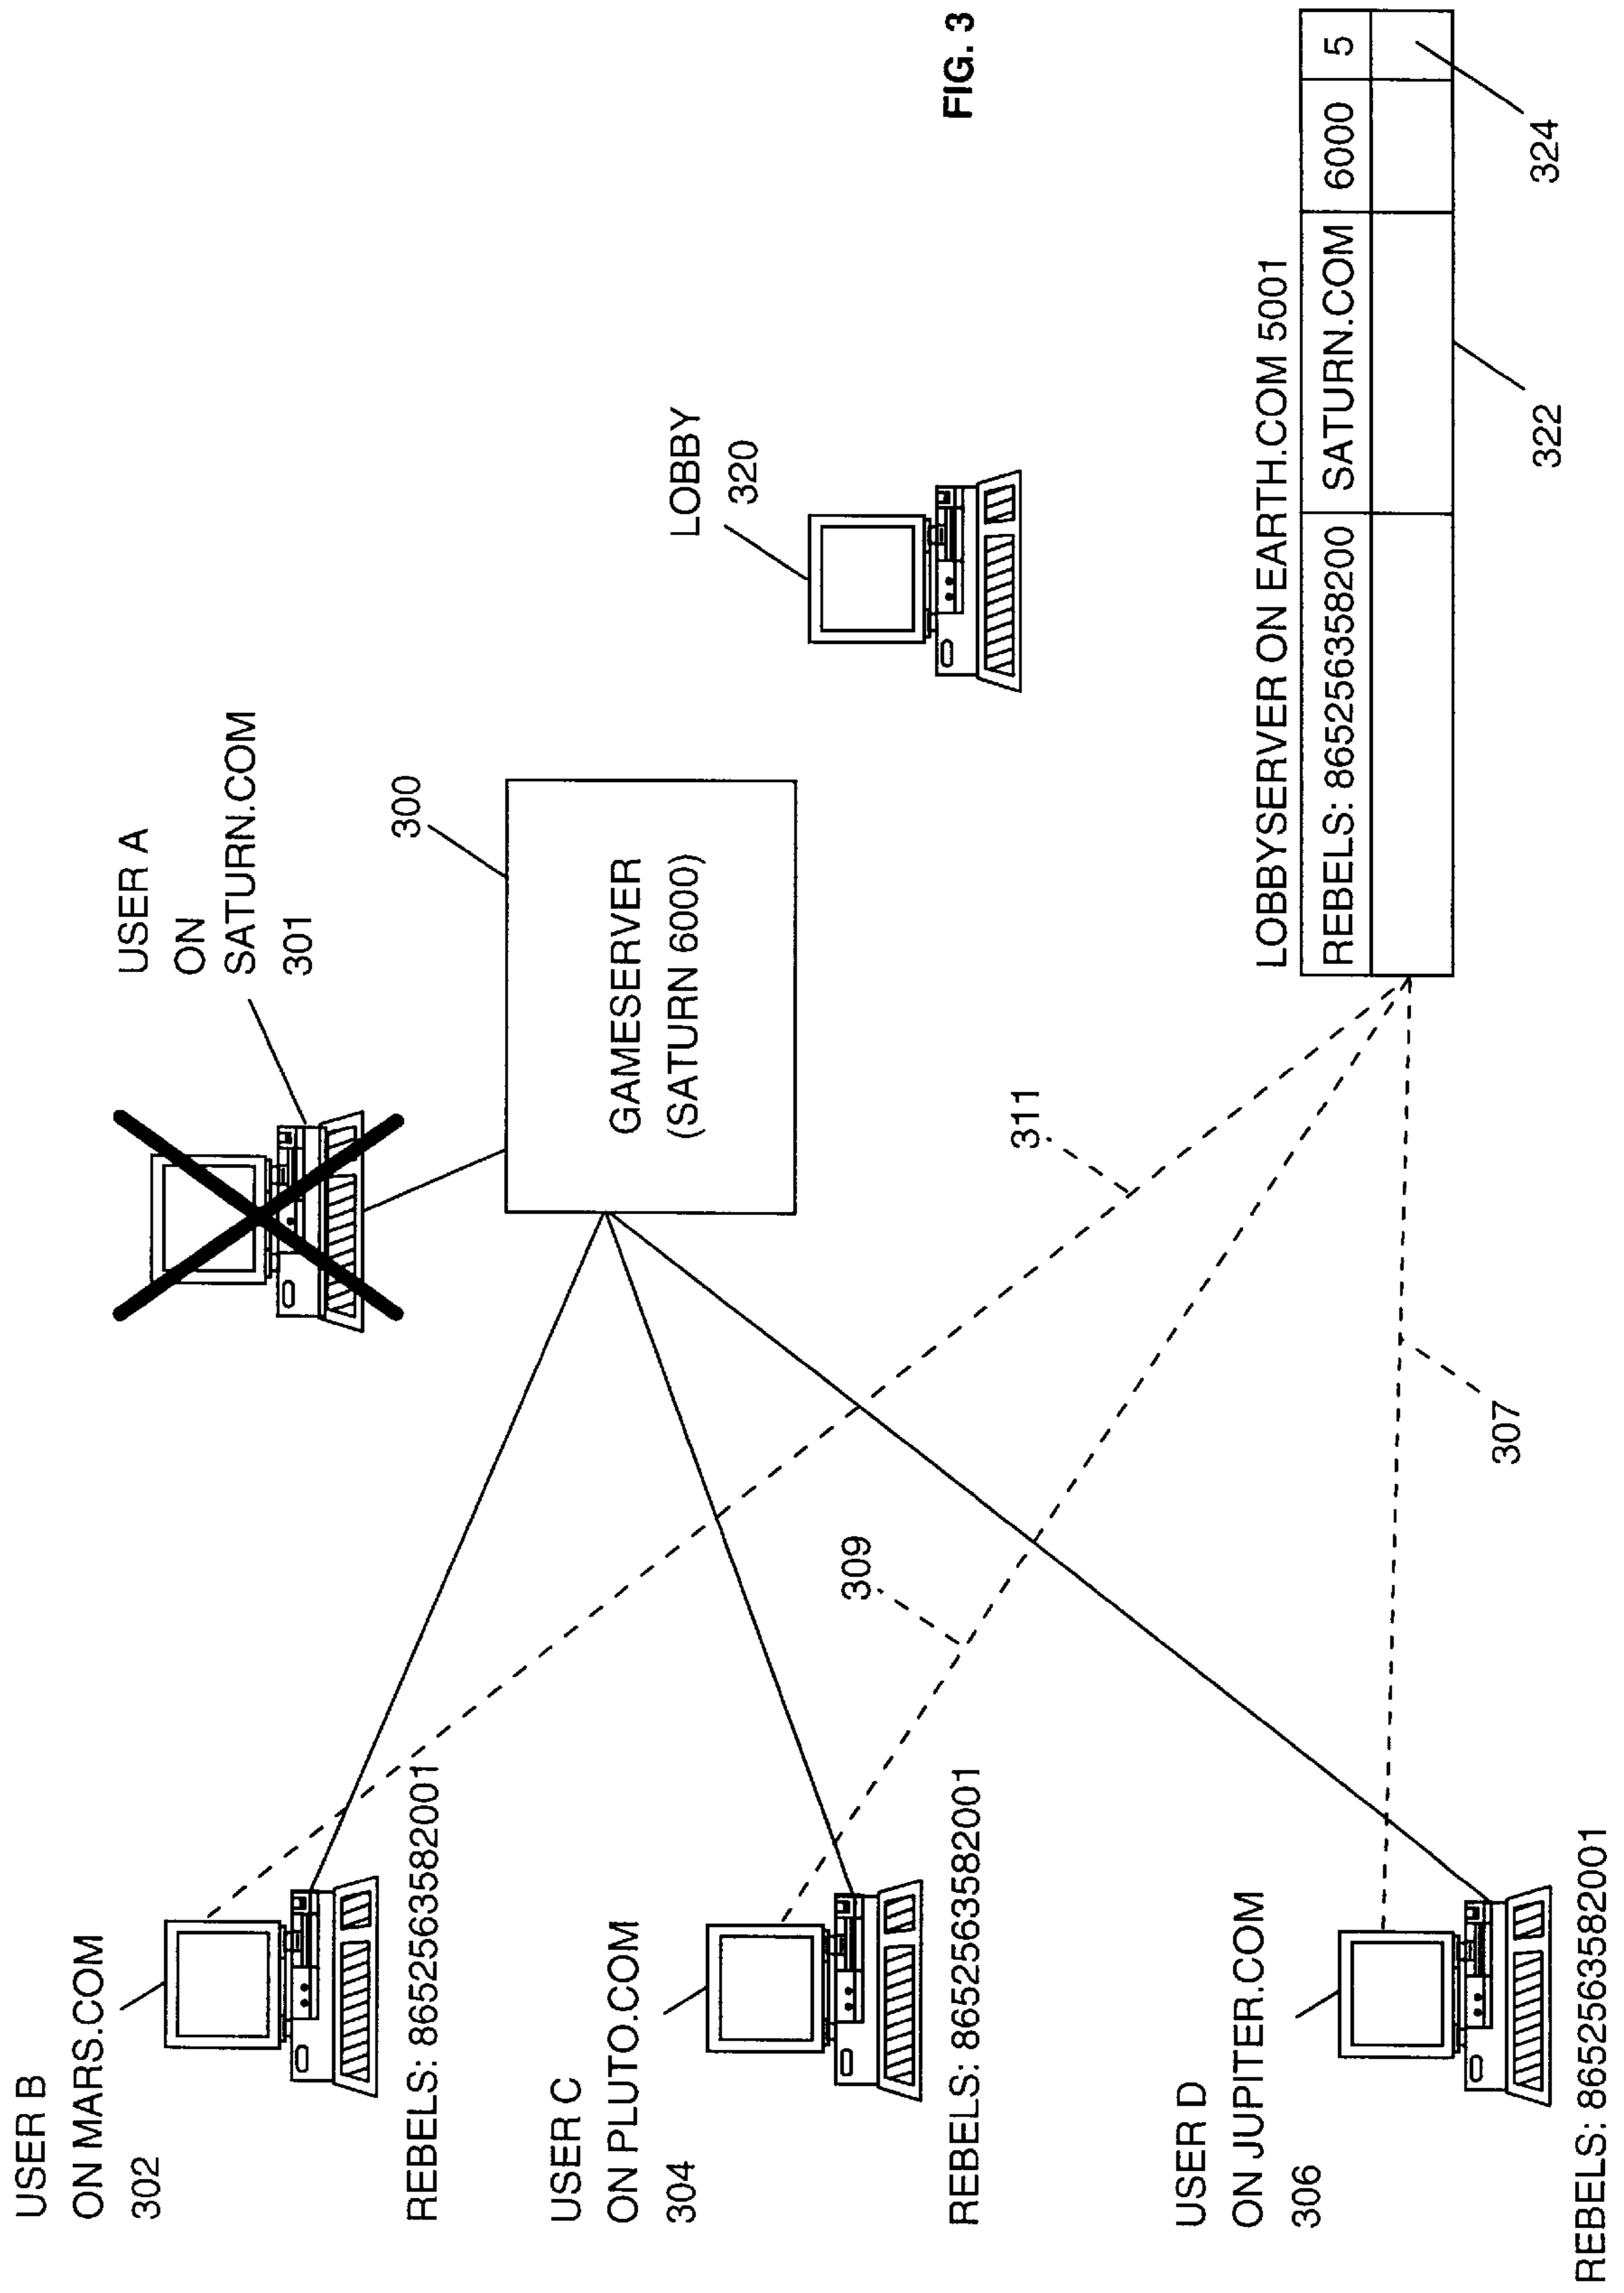 USER B
ON MARS.COM
302
REBELS: 8652563582001
USER C
ON PLUTO.COM
304
REBELS: 8652563582001
USER D
ON JUPITER.COM
306
REBELS: 8652563582001
USER A
ON
SATURN.COM
301
300
GAMESERVER
(SATURN 6000)
309
311
307
LOBBY
320
LOBBYSERVER ON EARTH.COM 5001
REBELS: 86525635358200 SATURN.COM 6000 5
322
324
FIG. 3